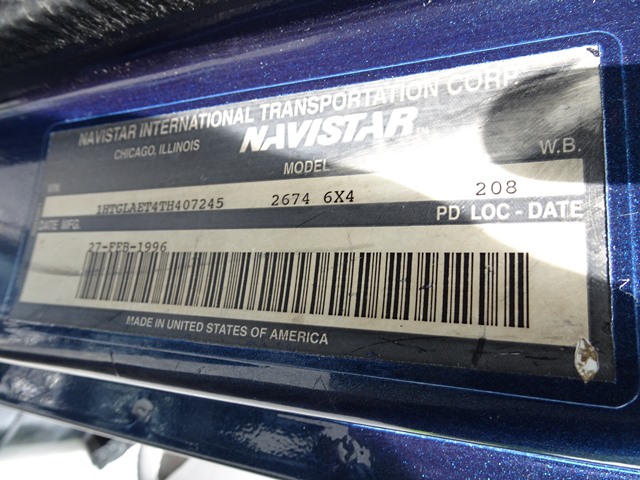 NAVISTAR INTERNATIONAL TRANSPORTATION CORP.
CHICAGO, ILLINOIS NAVISTAR
VIN MODEL W.B.
1HTGLAET4TH407245 2674 6X4 208
DATE MFG. PD LOC - DATE
27-FEB-1996
MADE IN UNITED STATES OF AMERICA